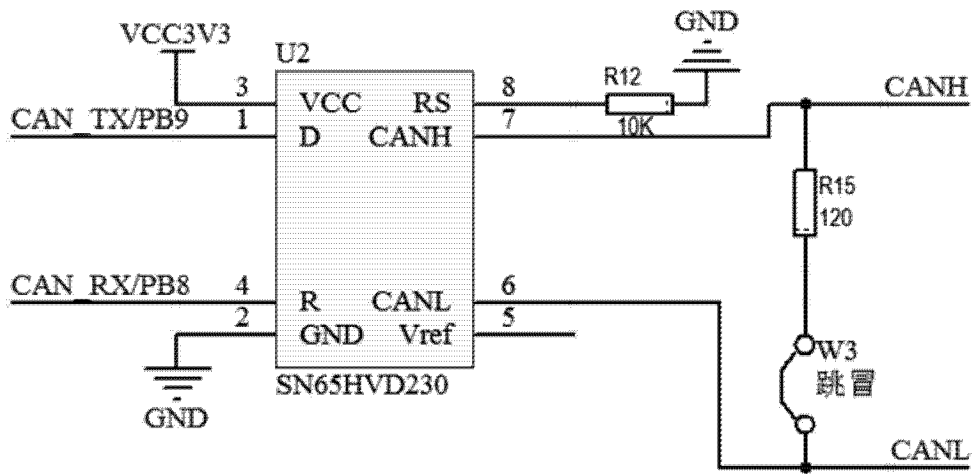 VCC3V3
U2
GND
R12
10K
CANH
3
VCC
RS
8
CAN_TX/PB9
1
D
CANH
7
R15
120
CAN_RX/PB8
4
R
CANL
6
2
GND
Vref
5
W3
跳冒
GND
SN65HVD230
CANL